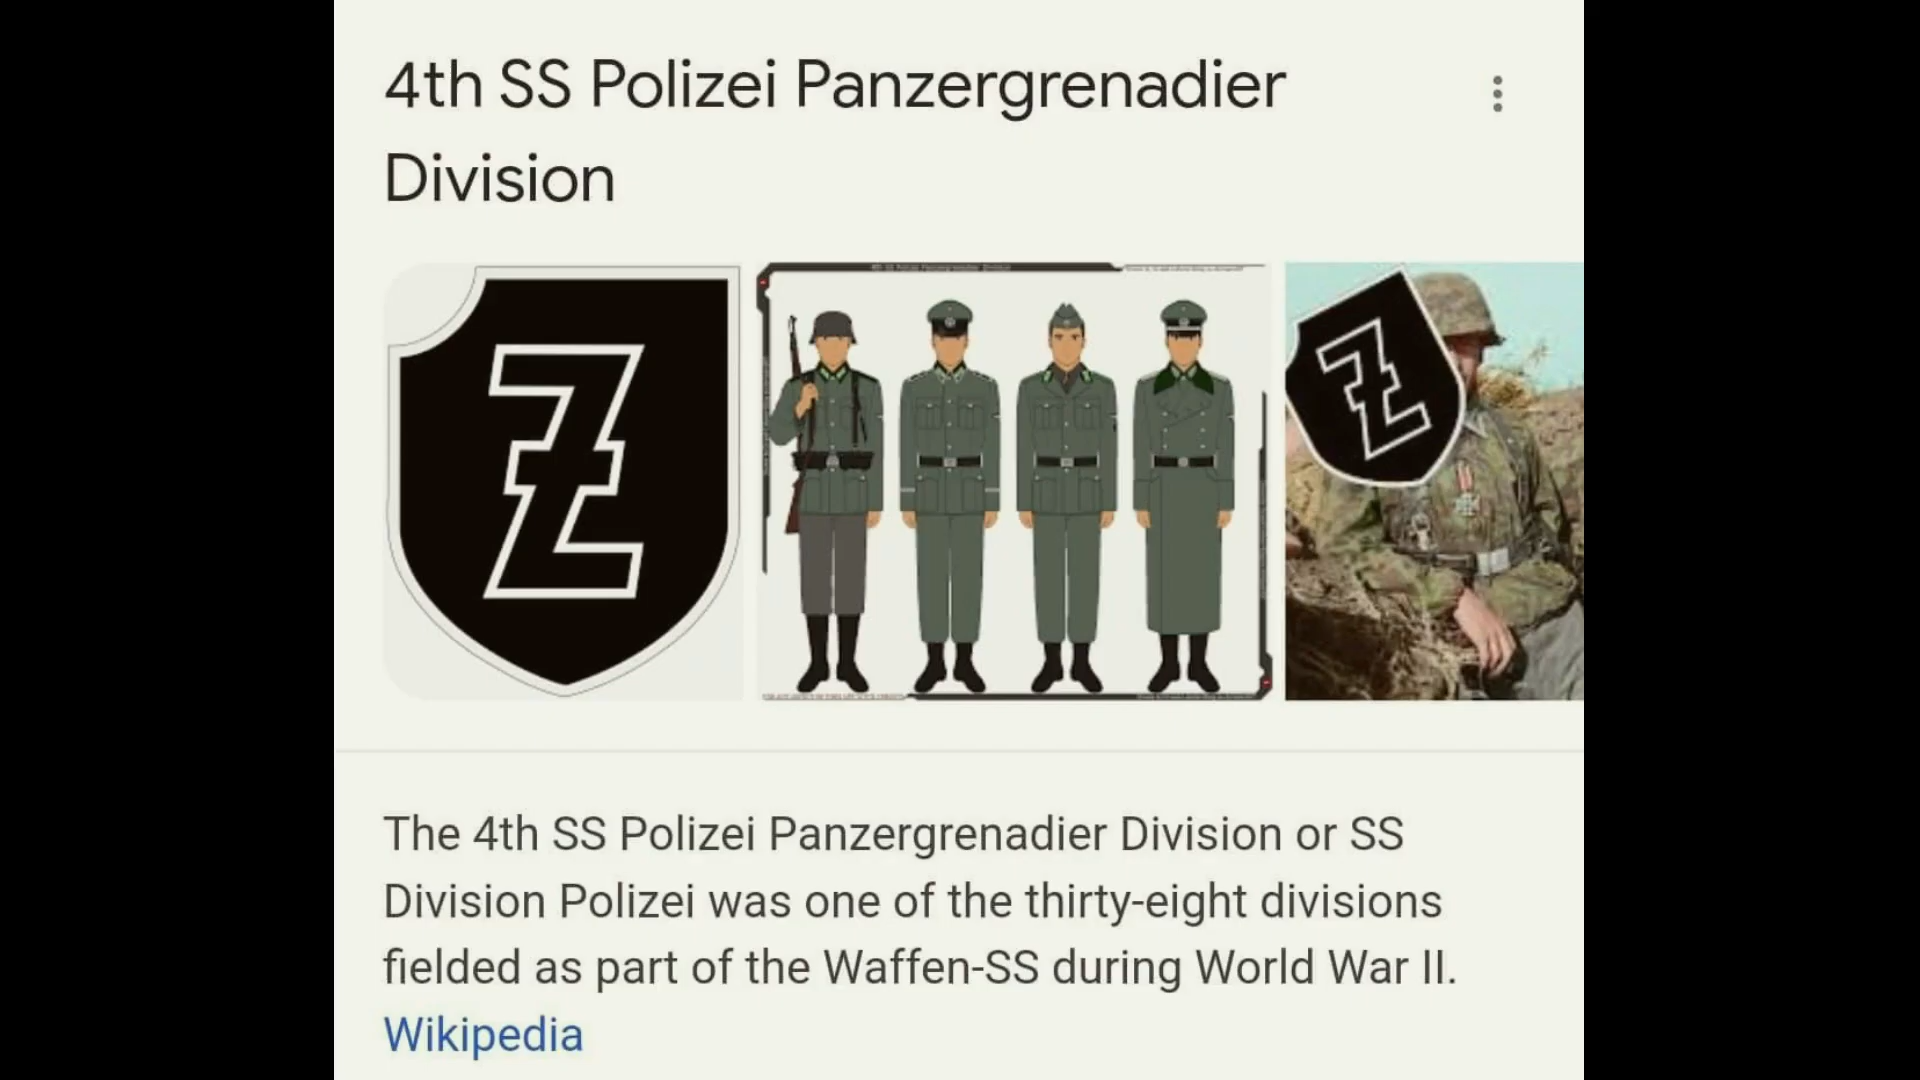 4th SS Polizei Panzergrenadier
Division
The 4th SS Polizei Panzergrenadier Division or SS
Division Polizei was one of the thirty-eight divisions
fielded as part of the Waffen-SS during World War II.
Wikipedia